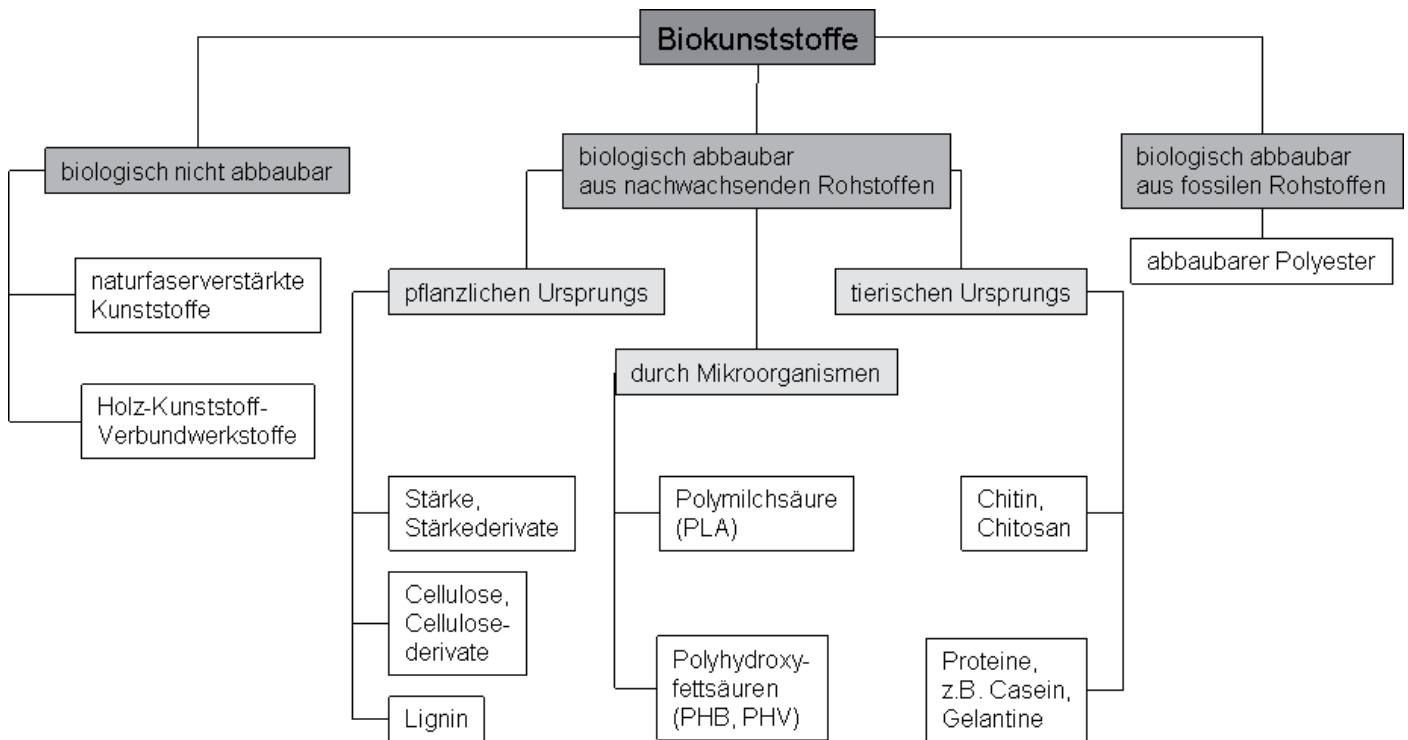 Biokunststoffe
biologisch nicht abbaubar
biologisch abbaubar
aus nachwachsenden Rohstoffen
biologisch abbaubar
aus fossilen Rohstoffen
abbaubarer Polyester
naturfaserverstärkte
Kunststoffe
pflanzlichen Ursprungs
tierischen Ursprungs
durch Mikroorganismen
Holz-Kunststoff-
Verbundwerkstoffe
Stärke,
Stärkederivate
Polymilchsäure
(PLA)
Chitin,
Chitosan
Cellulose,
Cellulose-
derivate
Polyhydroxy-
fettsäuren
(PHB, PHV)
Proteine,
z.B. Casein,
Gelantine
Lignin